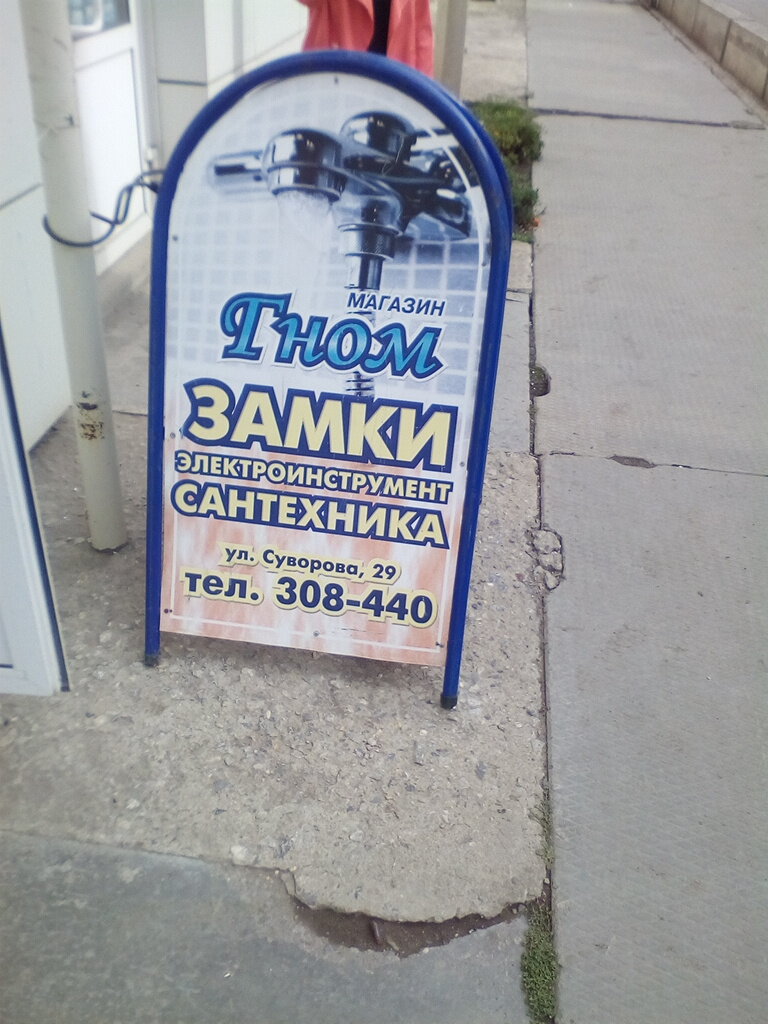 МАГАЗИН
Гном
ЗАМКИ
ЭЛЕКТРОИНСТРУМЕНТ
САНТЕХНИКА
ул. Суворова, 29
тел. 308-440